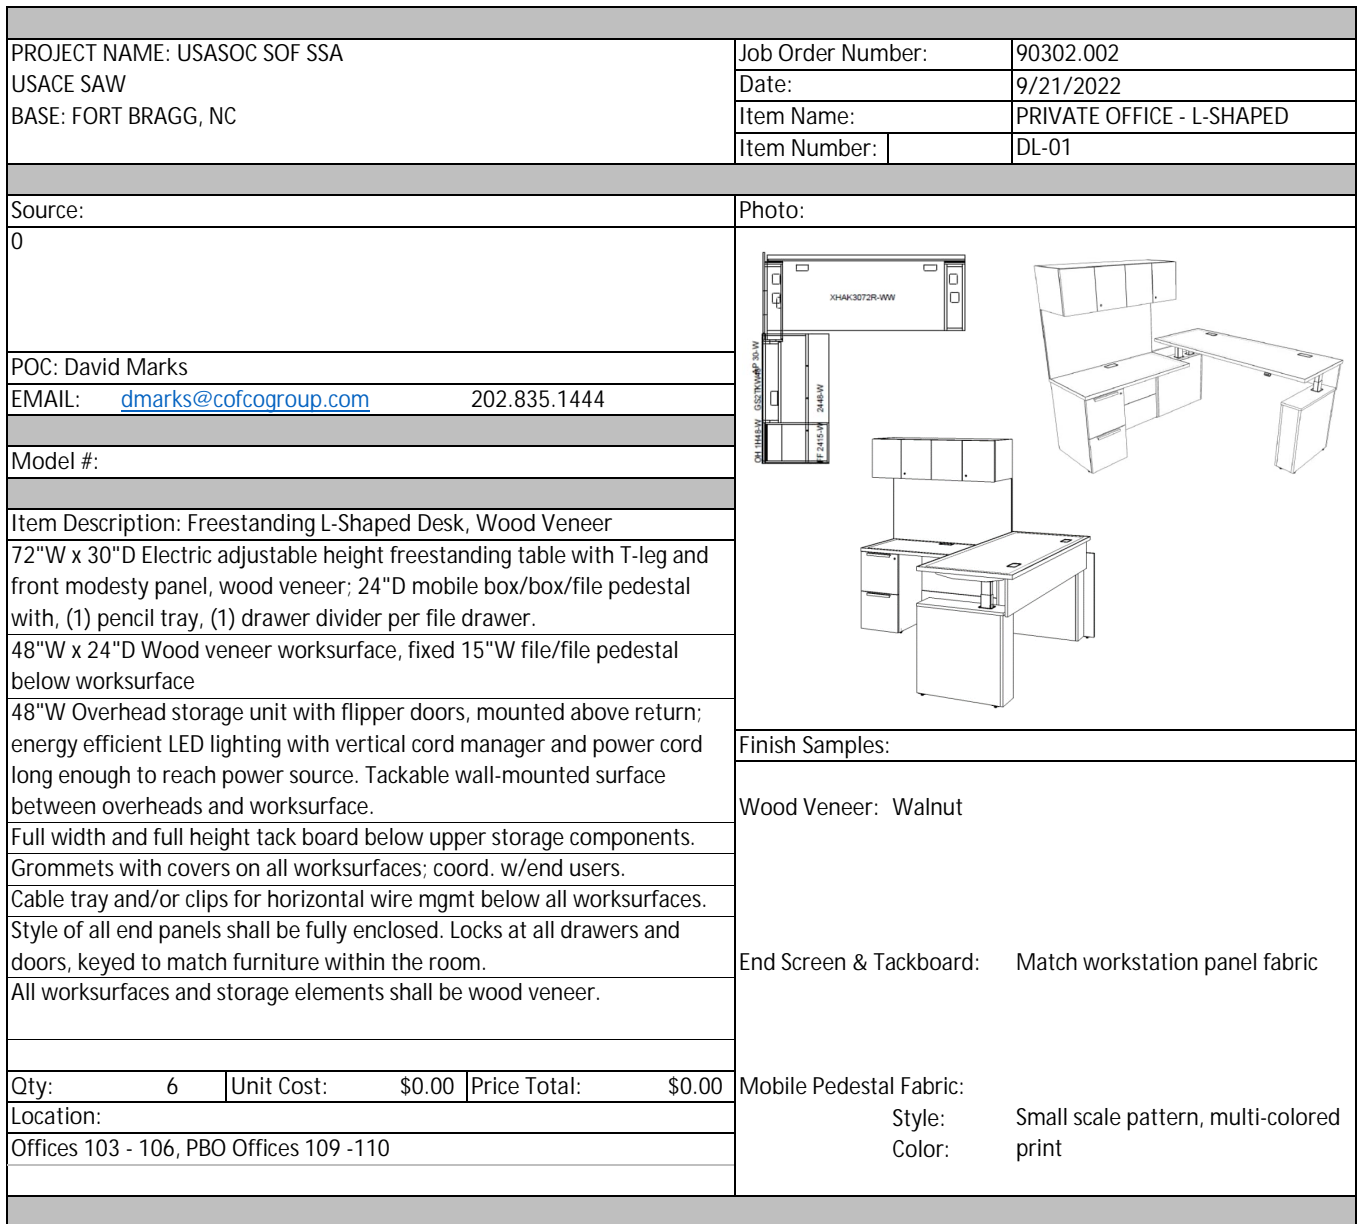 PROJECT NAME: USASOC SOF SSA
USACE SAW
BASE: FORT BRAGG, NC
Job Order Number: 90302.002
Date: 9/21/2022
Item Name: PRIVATE OFFICE - L-SHAPED
Item Number: DL-01
Source:
0
POC: David Marks
EMAIL: dmarks@cofcogroup.com 202.835.1444
Model #:
Item Description: Freestanding L-Shaped Desk, Wood Veneer
72"W x 30"D Electric adjustable height freestanding table with T-leg and
front modesty panel, wood veneer; 24"D mobile box/box/file pedestal
with, (1) pencil tray, (1) drawer divider per file drawer.
48"W x 24"D Wood veneer worksurface, fixed 15"W file/file pedestal
below worksurface
48"W Overhead storage unit with flipper doors, mounted above return;
energy efficient LED lighting with vertical cord manager and power cord
long enough to reach power source. Tackable wall-mounted surface
between overheads and worksurface.
Full width and full height tack board below upper storage components.
Grommets with covers on all worksurfaces; coord. w/end users.
Cable tray and/or clips for horizontal wire mgmt below all worksurfaces.
Style of all end panels shall be fully enclosed. Locks at all drawers and
doors, keyed to match furniture within the room.
All worksurfaces and storage elements shall be wood veneer.
Qty: 6 Unit Cost: $0.00 Price Total: $0.00
Location:
Offices 103 - 106, PBO Offices 109 -110
Photo:
XHAK3072R-WW
30-W
2448-W
OH 1H48-W
FF 2415-W
Finish Samples:
Wood Veneer: Walnut
End Screen & Tackboard: Match workstation panel fabric
Mobile Pedestal Fabric:
Style: Small scale pattern, multi-colored
Color: print